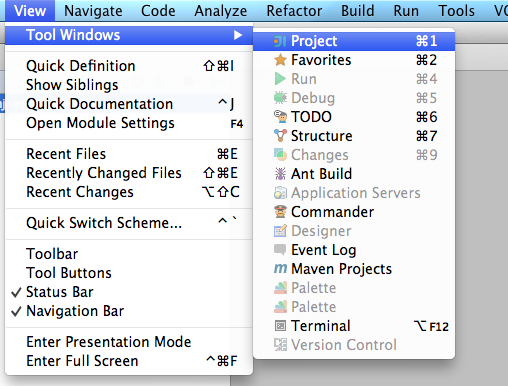 View Navigate Code Analyze Refactor Build Run Tools
Tool Windows
Quick Definition ⇧⌘I
Show Siblings
Quick Documentation ^J
Open Module Settings F4
Recent Files ⌘E
Recently Changed Files ⇧⌘E
Recent Changes ⌥⇧C
Quick Switch Scheme... ^`
Toolbar
Tool Buttons
✓ Status Bar
✓ Navigation Bar
Enter Presentation Mode
Enter Full Screen ^⌘F
Project ⌘1
Favorites ⌘2
Run ⌘4
Debug ⌘5
TODO ⌘6
Structure ⌘7
Changes ⌘9
Ant Build
Application Servers
Commander
Designer
Event Log
Maven Projects
Palette
Palette
Terminal ⌥F12
Version Control